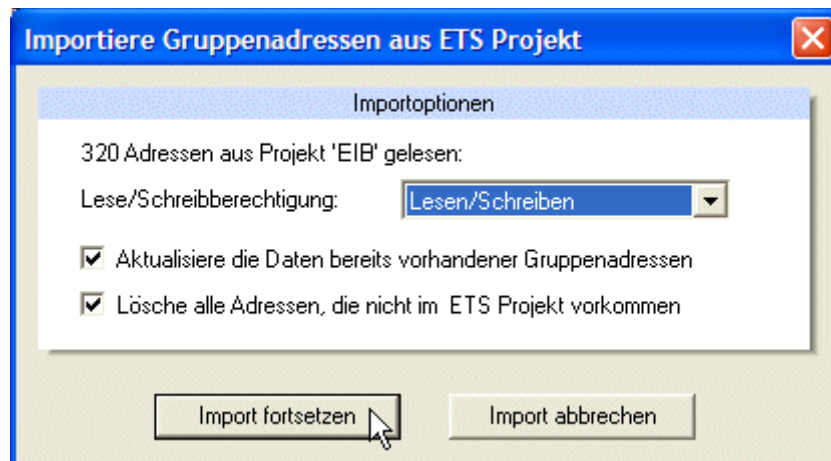 Importiere Gruppenadressen aus ETS Projekt
Importoptionen
320 Adressen aus Projekt 'EIB' gelesen:
Lese/Schreibberechtigung: Lesen/Schreiben
Aktualisiere die Daten bereits vorhandener Gruppenadressen
Lösche alle Adressen, die nicht im ETS Projekt vorkommen
Import fortsetzen Import abbrechen